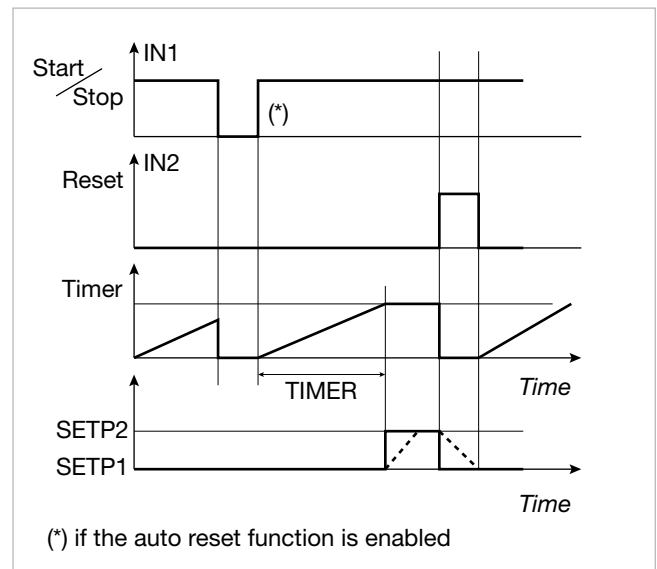 IN1
Start
Stop
(*)
IN2
Reset
Timer
TIMER
Time
SETP2
SETP1
Time
(*) if the auto reset function is enabled